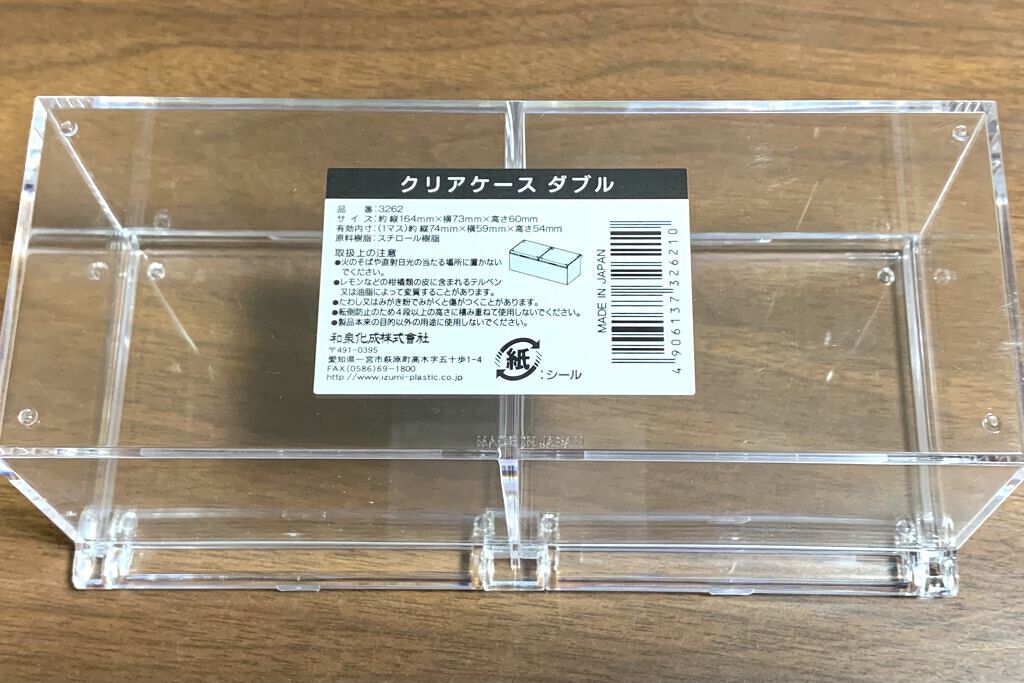 クリアケース ダブル
品　番:3262
サイズ:約 縦164mm×横73mm×高さ60mm
有効内寸:(1マス)約 縦74mm×横59mm×高さ54mm
原料樹脂:スチロール樹脂
取扱上の注意
●火のそばや直射日光の当たる場所に置かない
でください。
●レモンなどの柑橘類の皮に含まれるテルペン
又は油脂によって変質することがあります。
●たわし又はみがき粉でみがくと傷がつくことがあります。
●転倒防止のため4段以上の高さに積み重ねて使用しないでください。
●製品本来の目的以外の用途に使用しないでください。
和泉化成株式会社
〒491-0395
愛知県一宮市萩原町高木字五十歩1-4
FAX(0586)69-1800
http://www.izumi-plastic.co.jp
紙:シール
MADE IN JAPAN
4906137326210
MADE IN JAPAN